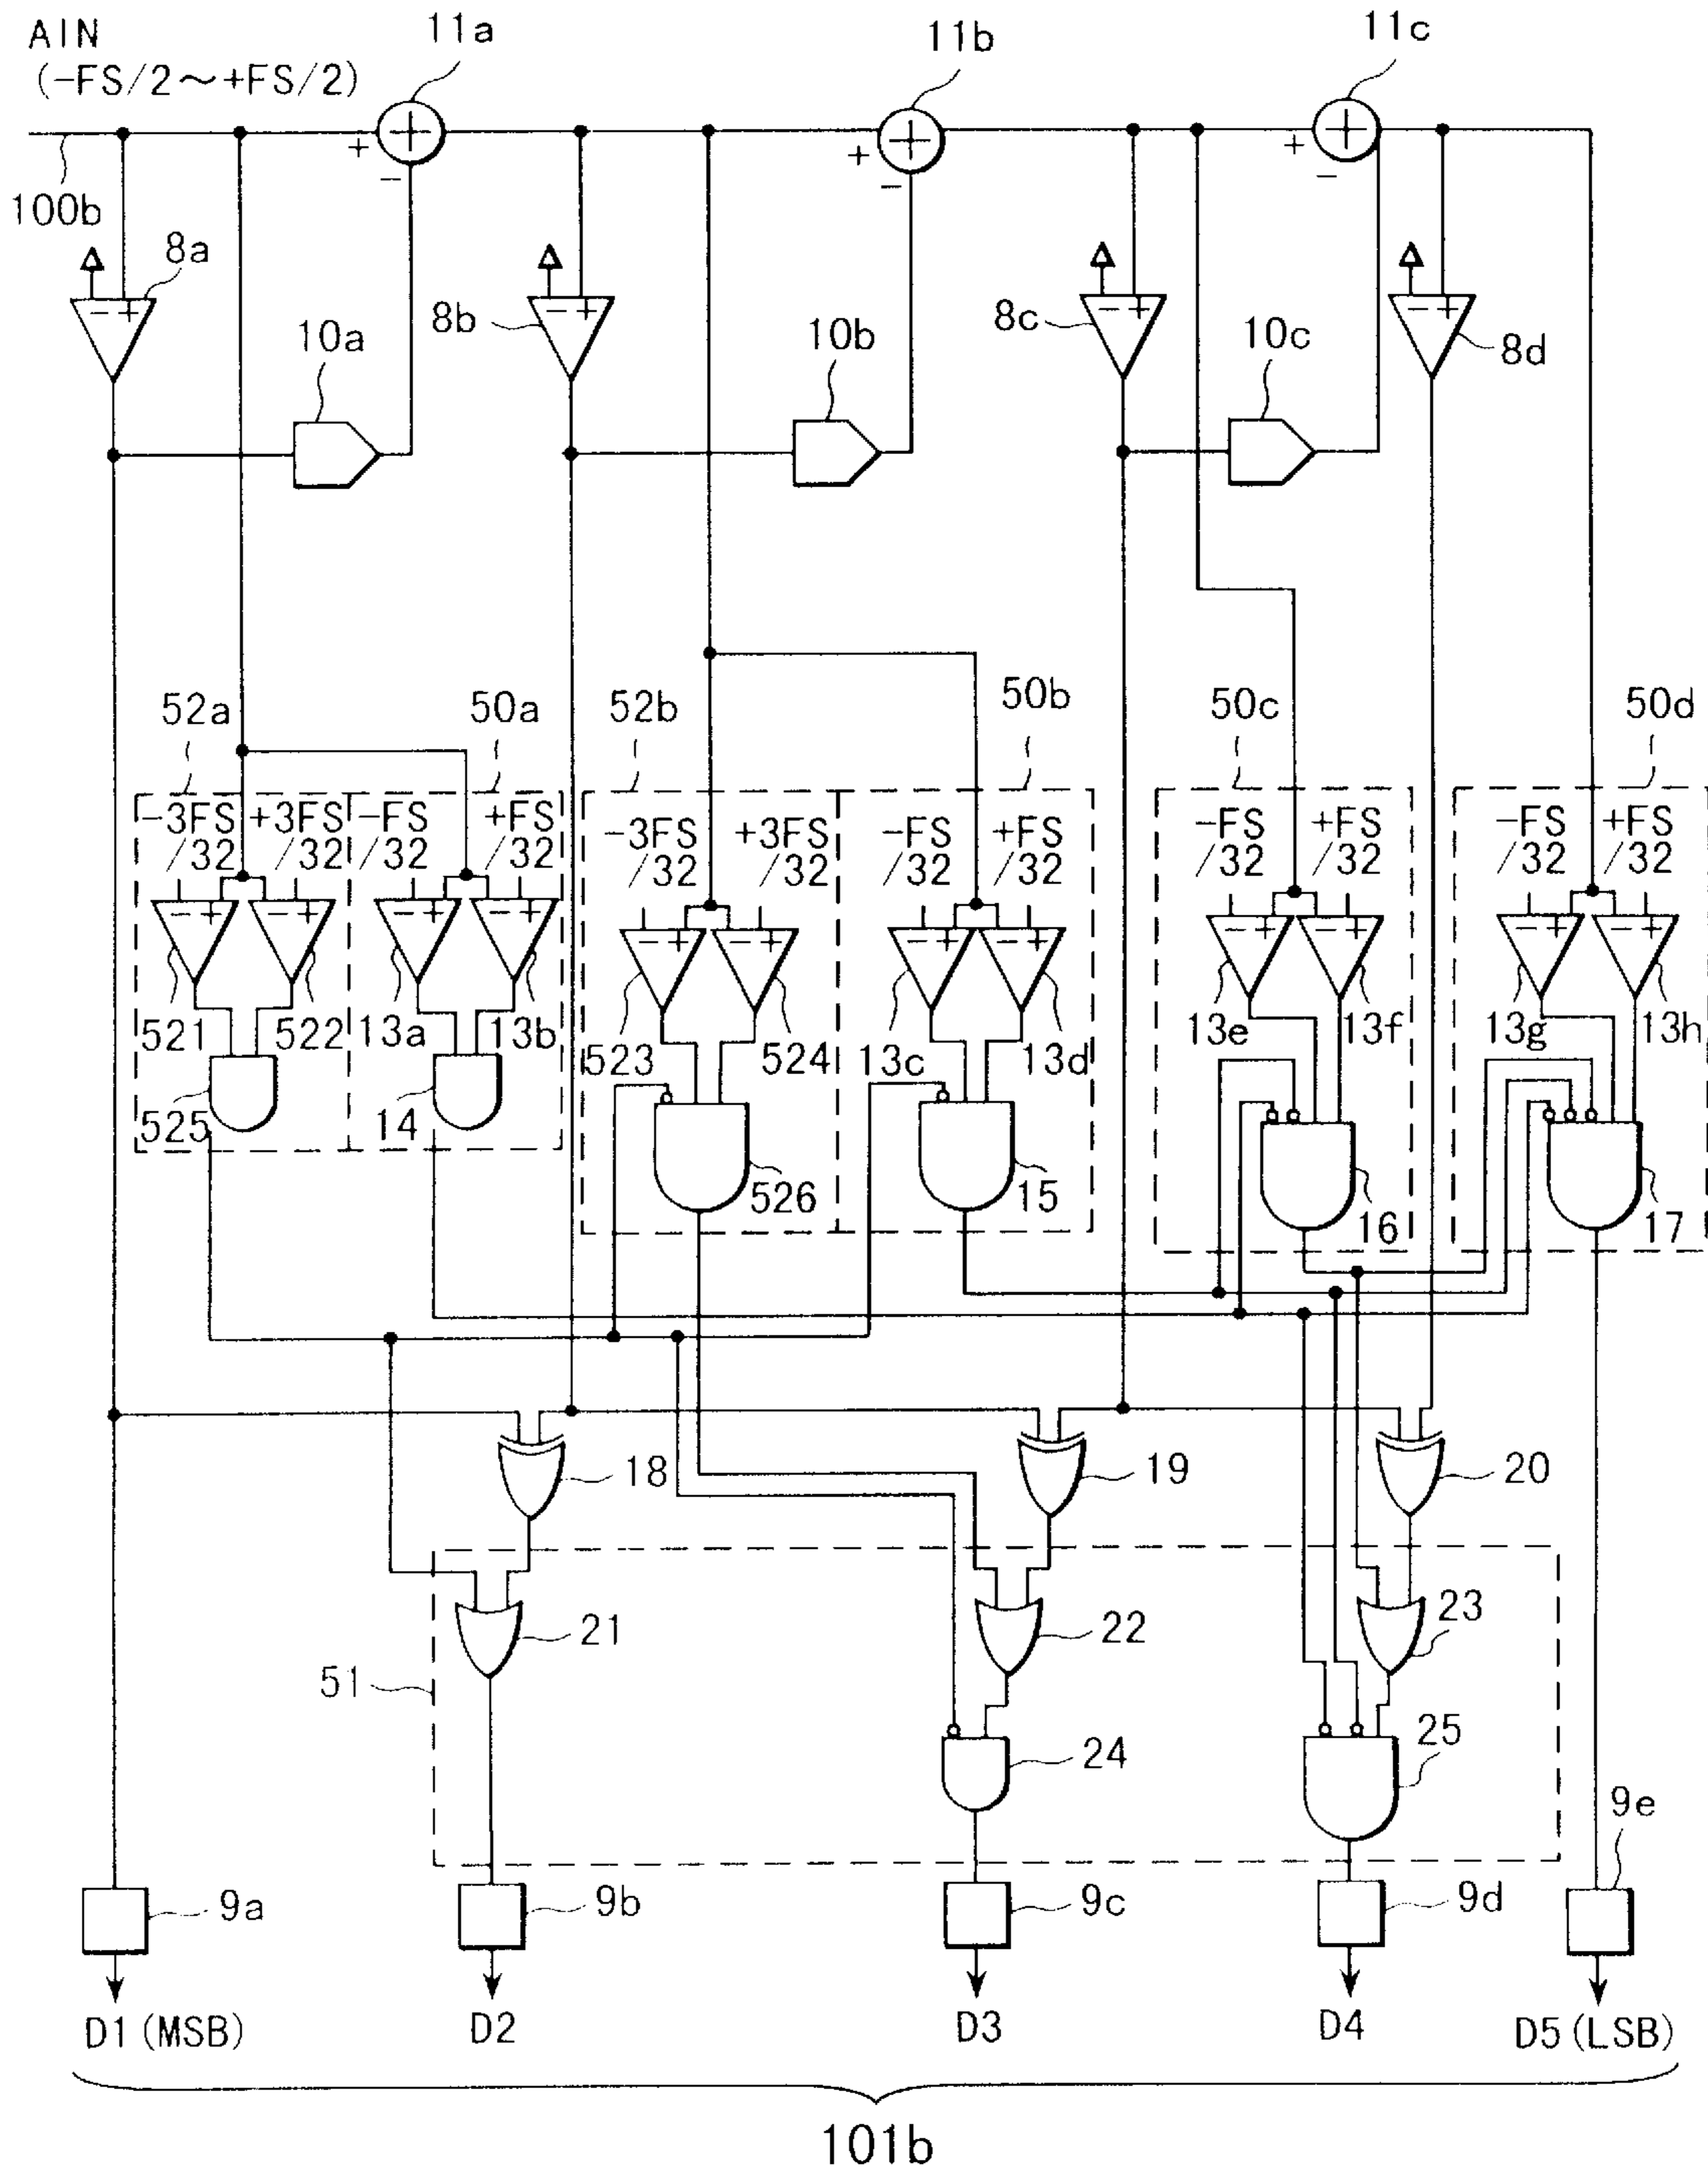 AIN
(-FS/2~+FS/2)
11a
11b
11c
+
-
+
-
+
-
100b
8a
8b
8c
8d
- +
- +
- +
- +
10a
10b
10c
52a
50a
52b
50b
50c
50d
-3FS
/32
+3FS
/32
-FS
/32
+FS
/32
-3FS
/32
+3FS
/32
-FS
/32
+FS
/32
-FS
/32
+FS
/32
-FS
/32
+FS
/32
- +
- +
- +
- +
- +
- +
- +
- +
- +
- +
- +
- +
521
522
13a
13b
523
524
13c
13d
13e
13f
13g
13h
525
14
526
15
16
17
18
19
20
21
22
23
51
24
25
9a
9b
9c
9d
9e
D1(MSB)
D2
D3
D4
D5(LSB)
101b